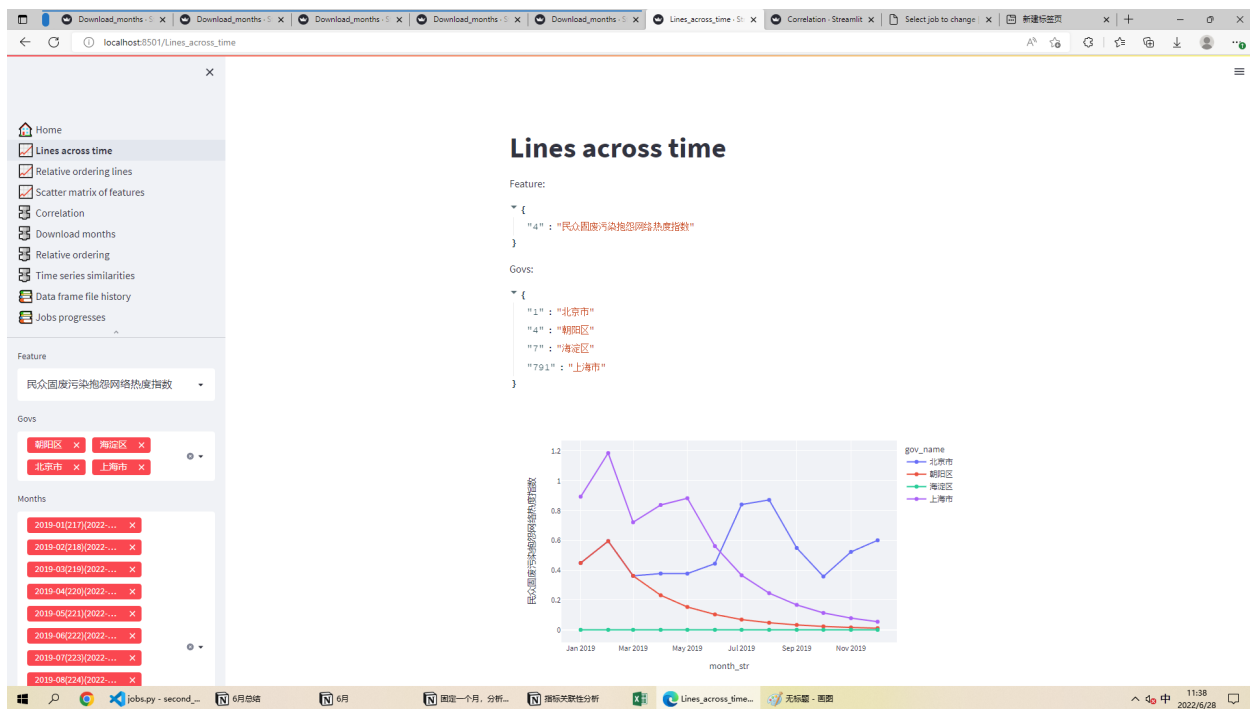 Download_months · S
Download_months · S
Download_months · S
Download_months · S
Download_months · S
Lines_across_time · St
Correlation · Streamlit
Select job to change
新建标签页
localhost:8501/Lines_across_time
Home
Lines across time
Relative ordering lines
Scatter matrix of features
Correlation
Download months
Relative ordering
Time series similarities
Data frame file history
Jobs progresses
Feature
民众固废污染抱怨网络热度指数
Govs
朝阳区 海淀区
北京市 上海市
Months
2019-01(217)(2022-...
2019-02(218)(2022-...
2019-03(219)(2022-...
2019-04(220)(2022-...
2019-05(221)(2022-...
2019-06(222)(2022-...
2019-07(223)(2022-...
2019-08(224)(2022-...
Lines across time
Feature:
{
"4" : "民众固废污染抱怨网络热度指数"
}
Govs:
{
"1" : "北京市"
"4" : "朝阳区"
"7" : "海淀区"
"791" : "上海市"
}
民众固废污染抱怨网络热度指数
1.2
1
0.8
0.6
0.4
0.2
0
Jan 2019 Mar 2019 May 2019 Jul 2019 Sep 2019 Nov 2019
month_str
gov_name
北京市
朝阳区
海淀区
上海市
jobs.py - second_...
6月总结
6月
固定一个月，分析...
指标关联性分析
Lines_across_time...
无标题 - 画图
中
11:38
2022/6/28